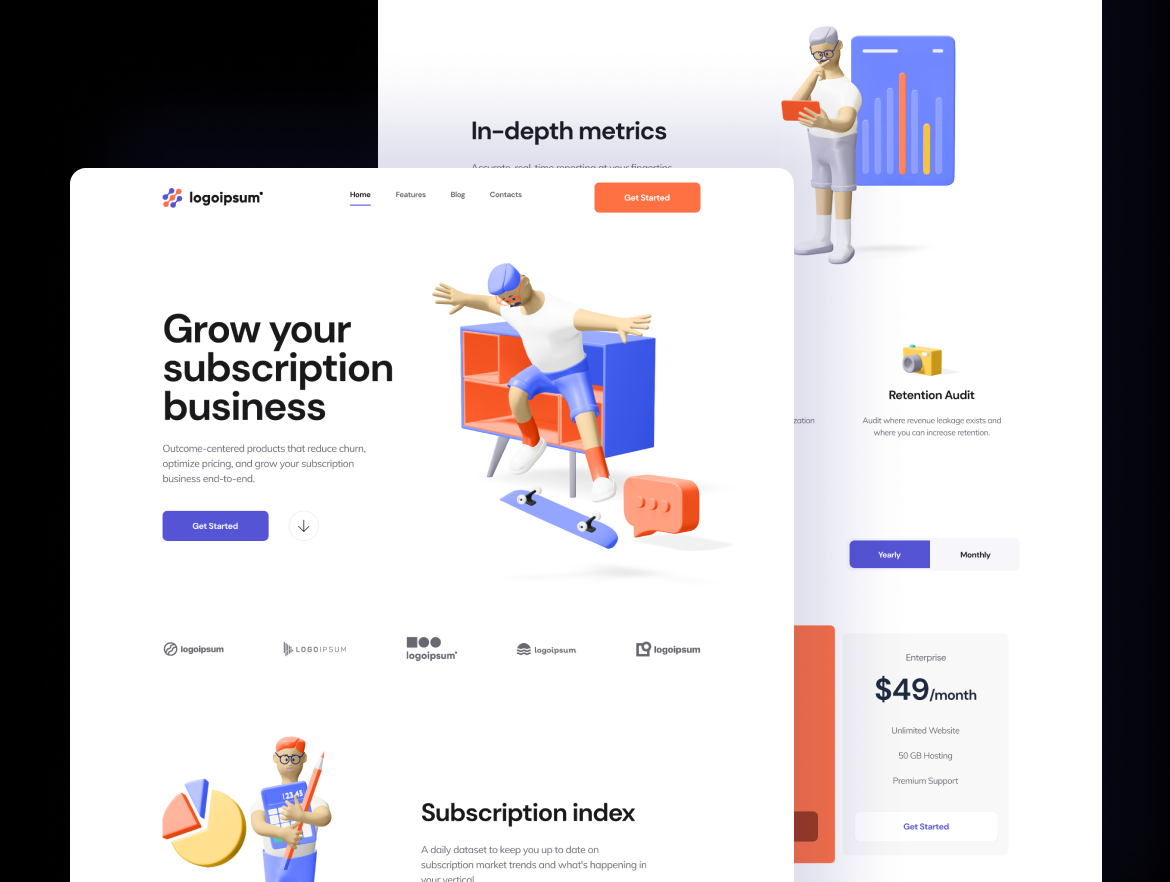 In-depth metrics
Accurate, real-time reporting at your fingertips
logoipsum
Home
Features
Blog
Contacts
Get Started
Grow your
subscription
business
Outcome-centered products that reduce churn,
optimize pricing, and grow your subscription
business end-to-end.
Get Started
logoipsum
LOGOIPSUM
logoipsum
logoipsum
logoipsum
123,45
Subscription index
A daily dataset to keep you up to date on
subscription market trends and what's happening in
your vertical
zation
Retention Audit
Audit where revenue leakage exists and
where you can increase retention.
Yearly
Monthly
Enterprise
$49/month
Unlimited Website
50 GB Hosting
Premium Support
Get Started